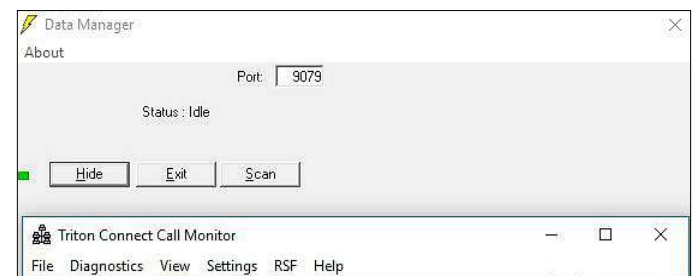 Data Manager
About
Port: 9079
Status : Idle
Hide Exit Scan
Triton Connect Call Monitor
File Diagnostics View Settings RSF Help